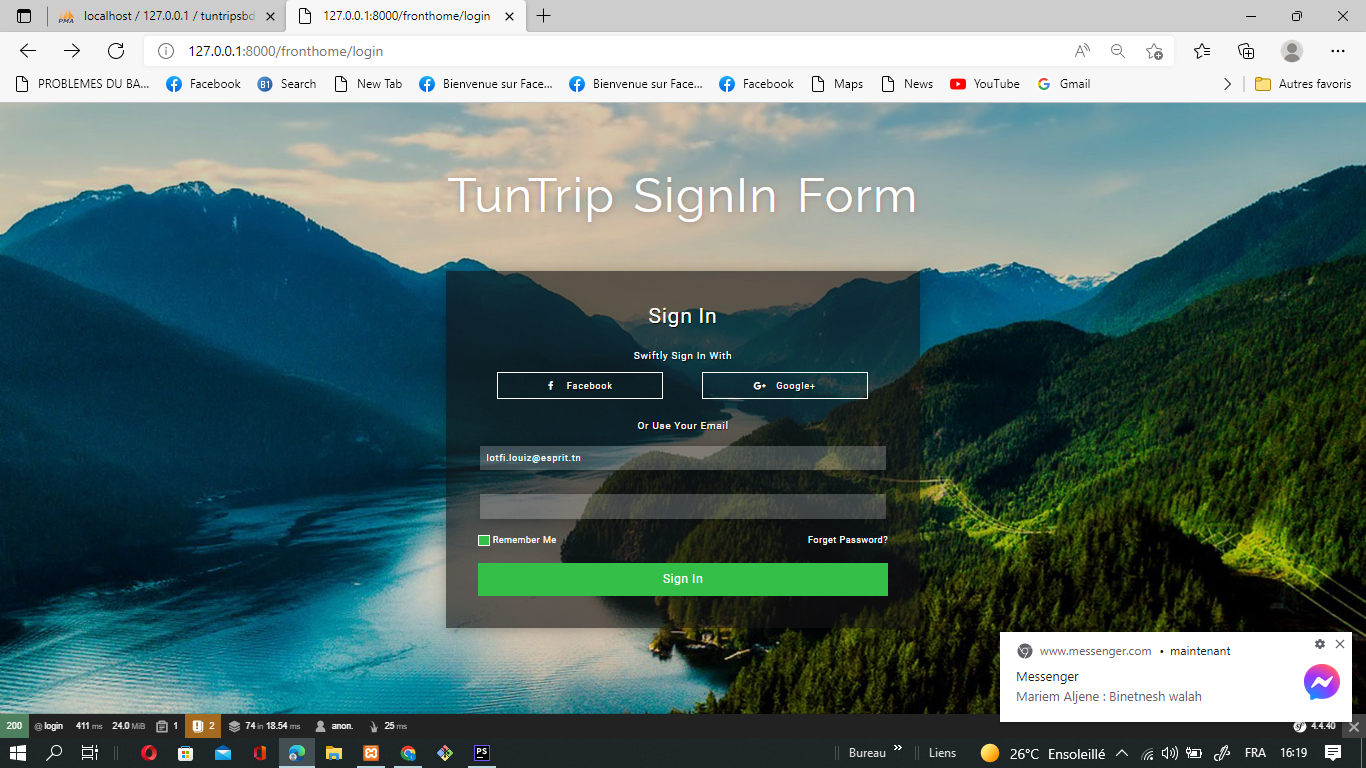 localhost / 127.0.0.1 / tuntripsbd
127.0.0.1:8000/fronthome/login
127.0.0.1:8000/fronthome/login
PROBLEMES DU BA...
Facebook
Search
New Tab
Bienvenue sur Face...
Bienvenue sur Face...
Facebook
Maps
News
YouTube
Gmail
Autres favoris
TunTrip SignIn Form
Sign In
Swiftly Sign In With
Facebook
Google+
Or Use Your Email
lotfi.louiz@esprit.tn
Remember Me
Forget Password?
Sign In
www.messenger.com • maintenant
Messenger
Mariem Aljene : Binetnesh walah
200 @ login 411 ms 24.0 MiB 1 2 74 in 18.54 ms anon. 25 ms 4.4.40
Bureau
Liens
26°C Ensoleillé
FRA
16:19